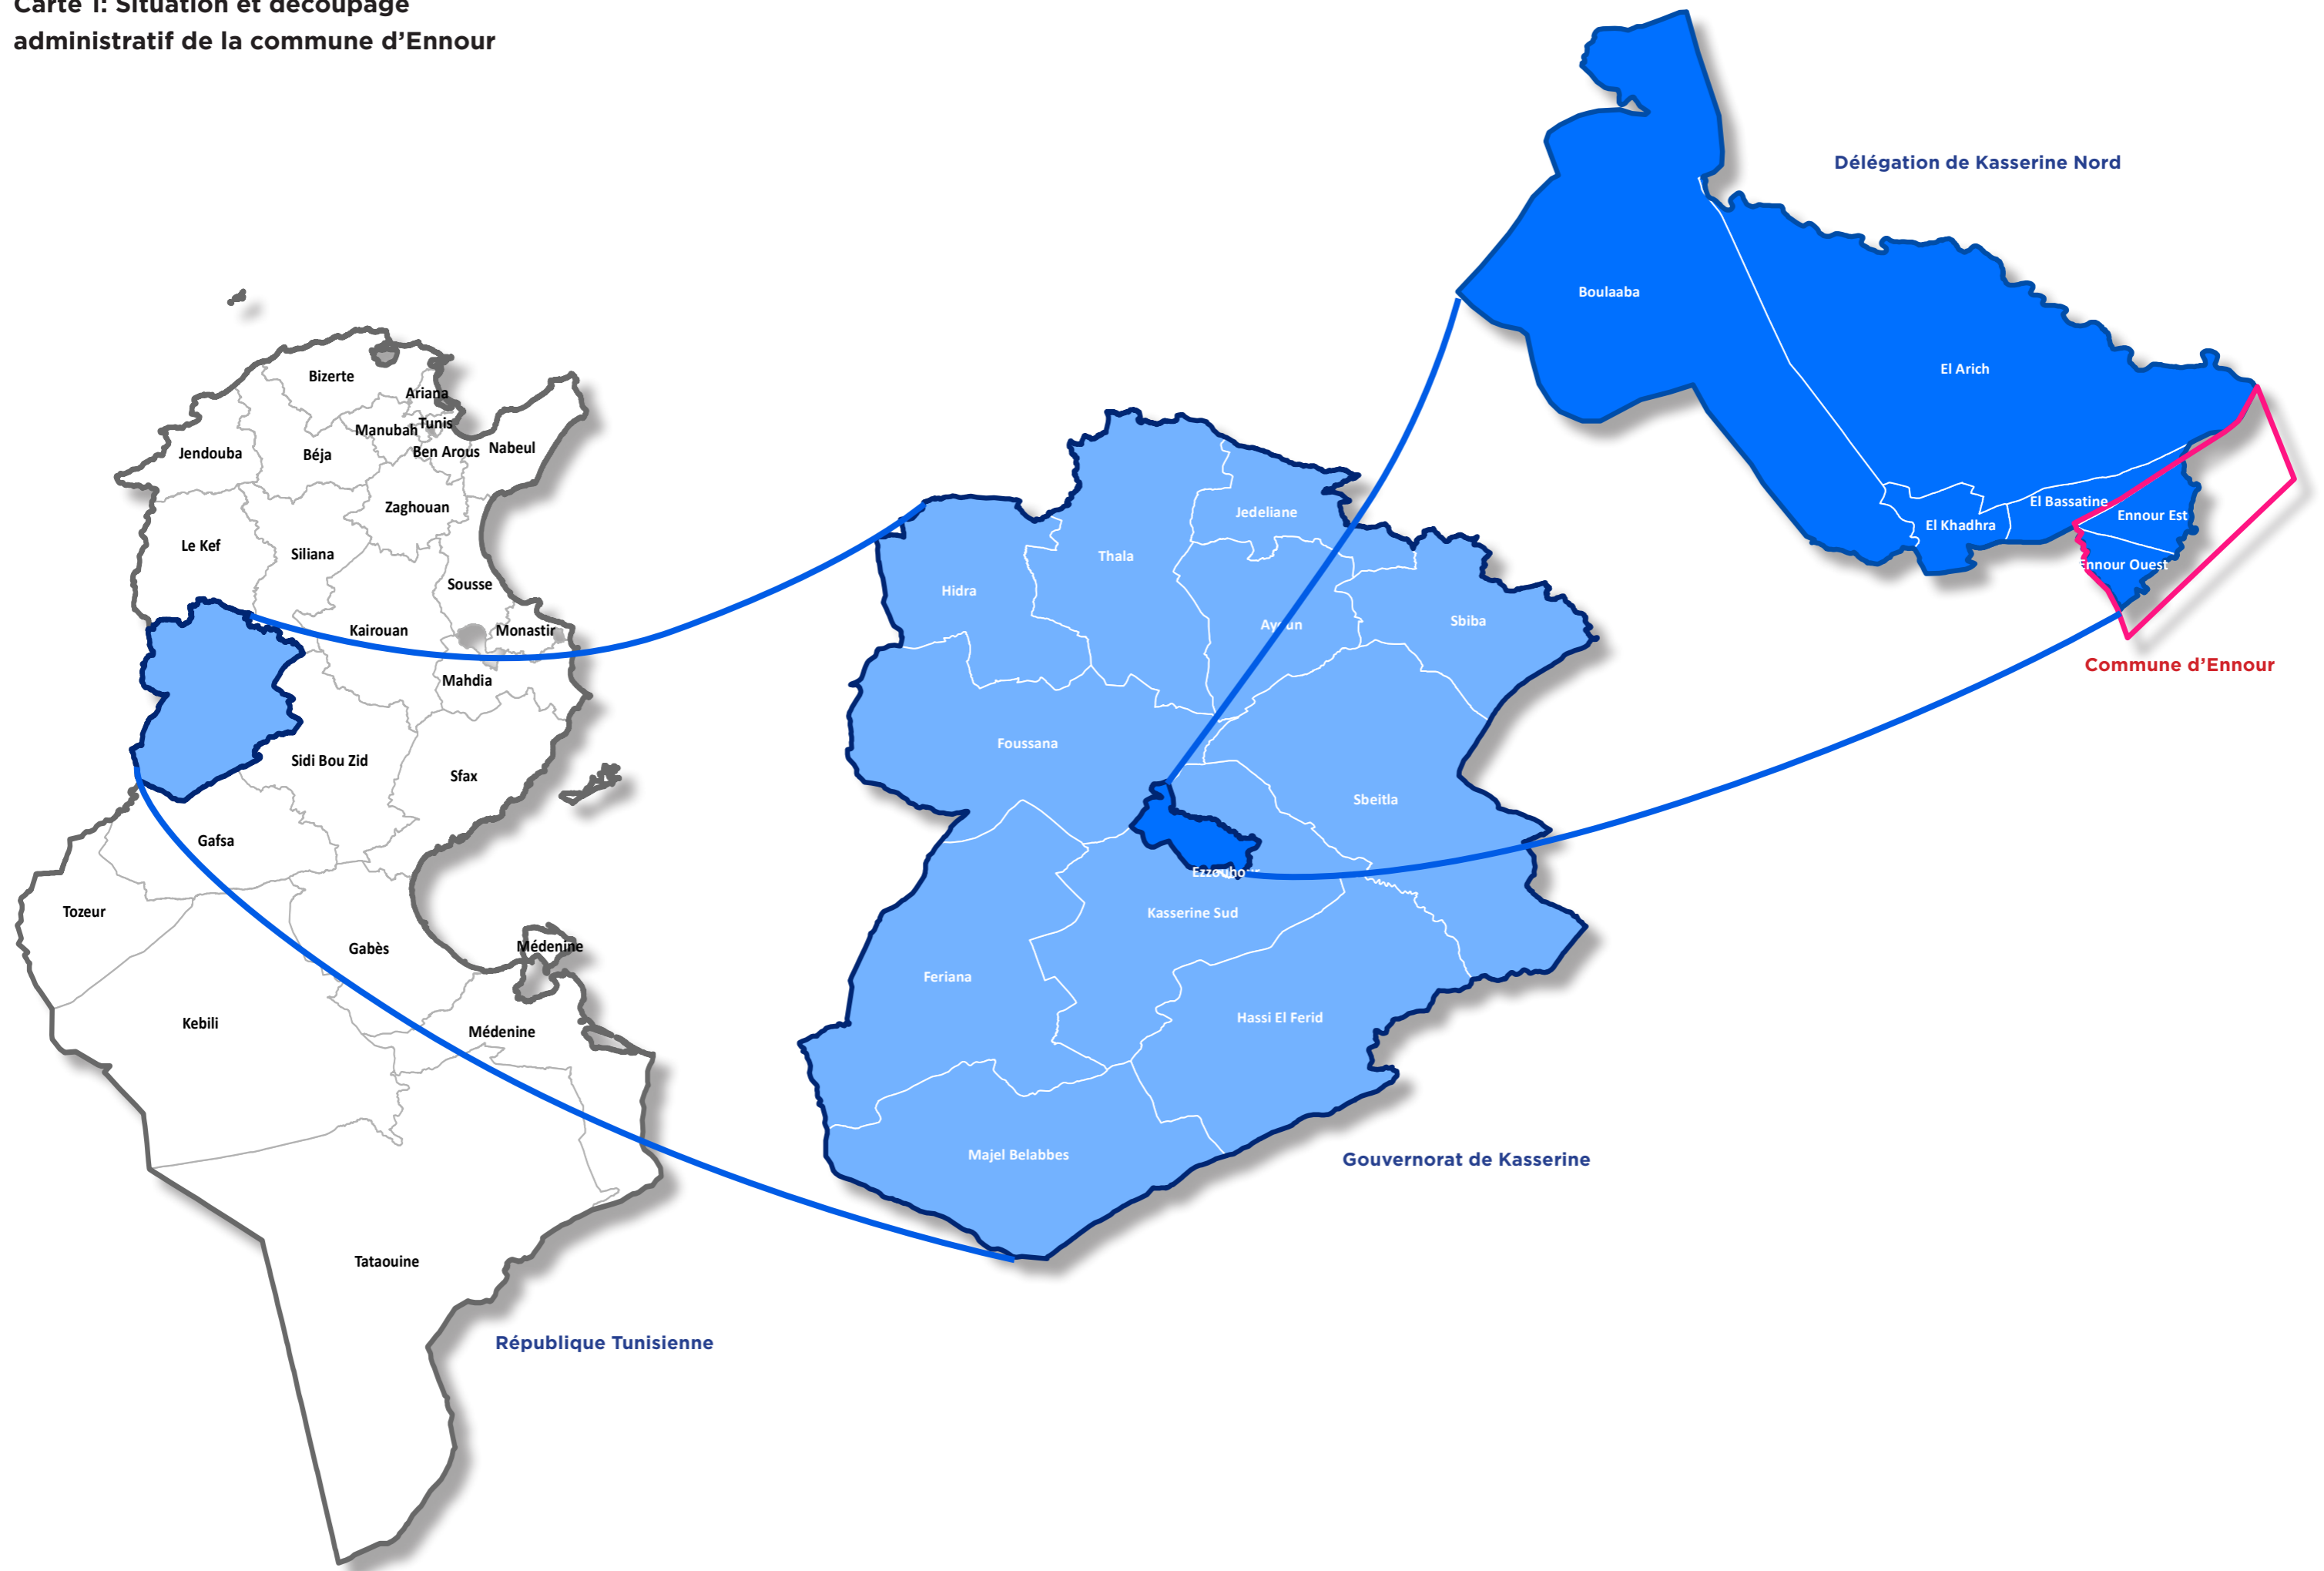 Carte 1: Situation et découpage
administratif de la commune d'Ennour
Délégation de Kasserine Nord
Boulaaba
El Arich
El Bassatine
El Khadhra
Ennour Est
Ennour Ouest
Commune d'Ennour
Bizerte
Ariana
Tunis
Manubah
Ben Arous
Nabeul
Jendouba
Béja
Zaghouan
Le Kef
Siliana
Sousse
Kairouan
Monastir
Mahdia
Sidi Bou Zid
Sfax
Gafsa
Tozeur
Gabès
Médenine
Kebili
Médenine
Tataouine
République Tunisienne
Jedeliane
Thala
Hidra
Ayoun
Sbiba
Foussana
Sbeitla
Ezzouhour
Kasserine Sud
Feriana
Hassi El Ferid
Majel Belabbes
Gouvernorat de Kasserine